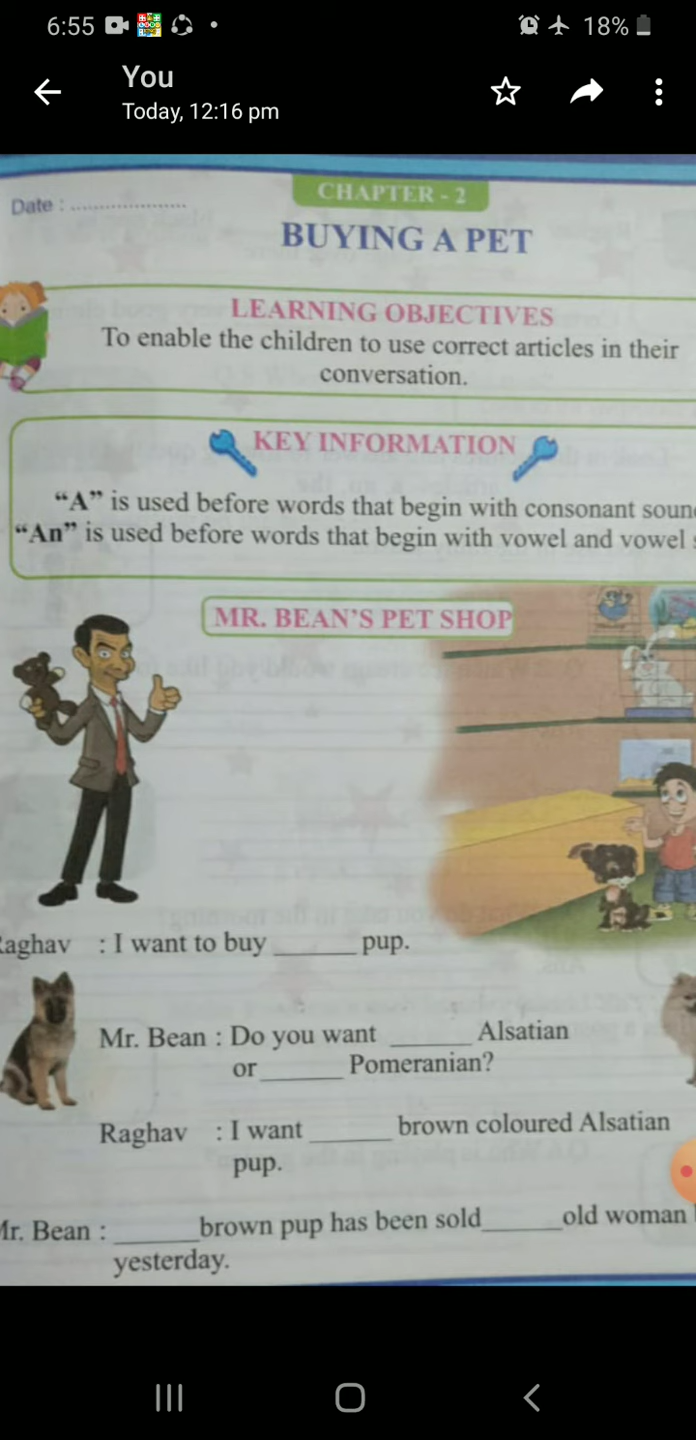 6:55 18%
You
Today, 12:16 pm
Date : ....................
CHAPTER - 2
BUYING A PET
LEARNING OBJECTIVES
To enable the children to use correct articles in their
conversation.
KEY INFORMATION
“A” is used before words that begin with consonant soun
“An” is used before words that begin with vowel and vowel
MR. BEAN’S PET SHOP
Raghav : I want to buy ______ pup.
Mr. Bean : Do you want ______ Alsatian
or ______ Pomeranian?
Raghav : I want ______ brown coloured Alsatian
pup.
Mr. Bean : ______ brown pup has been sold ______ old woman
yesterday.